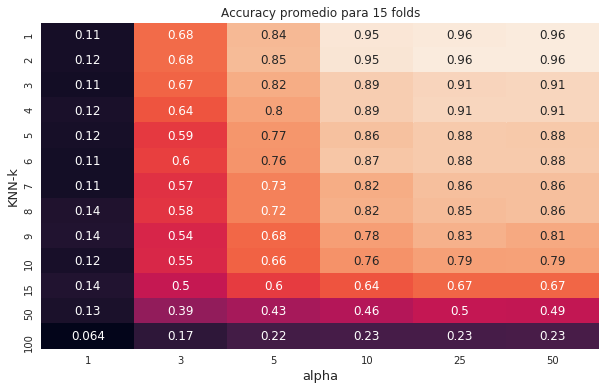 Accuracy promedio para 15 folds
1 0.11 0.68 0.84 0.95 0.96 0.96
2 0.12 0.68 0.85 0.95 0.96 0.96
3 0.11 0.67 0.82 0.89 0.91 0.91
4 0.12 0.64 0.8 0.89 0.91 0.91
5 0.12 0.59 0.77 0.86 0.88 0.88
6 0.11 0.6 0.76 0.87 0.88 0.88
7 0.11 0.57 0.73 0.82 0.86 0.86
8 0.14 0.58 0.72 0.82 0.85 0.86
9 0.14 0.54 0.68 0.78 0.83 0.81
10 0.12 0.55 0.66 0.76 0.79 0.79
15 0.14 0.5 0.6 0.64 0.67 0.67
50 0.13 0.39 0.43 0.46 0.5 0.49
100 0.064 0.17 0.22 0.23 0.23 0.23
KNN-k
1 3 5 10 25 50
alpha